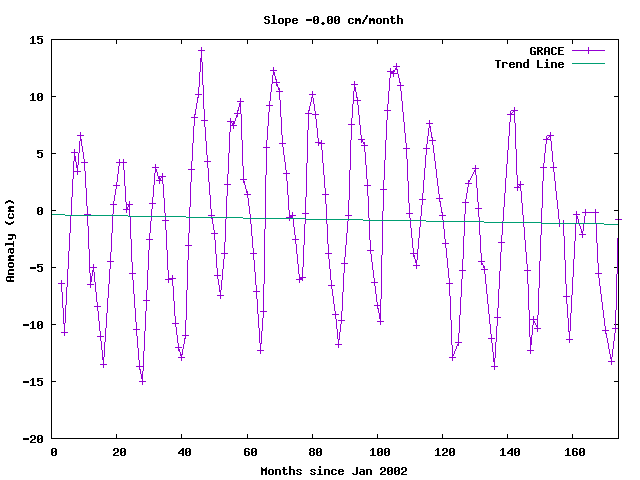 Slope -0.00 cm/month
GRACE
Trend Line
Anomaly (cm)
15
10
5
0
-5
-10
-15
-20
0 20 40 60 80 100 120 140 160
Months since Jan 2002